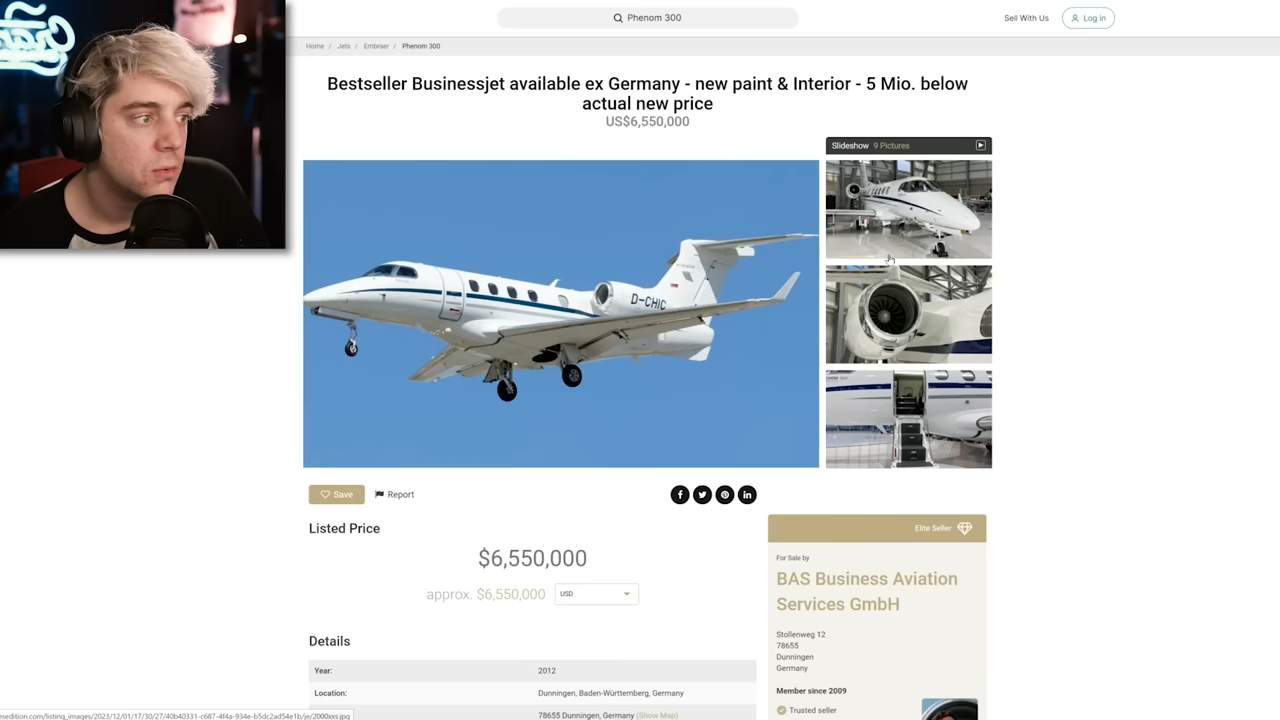 Phenom 300
Sell With Us
Log in
Home / Jets / Embraer / Phenom 300
Bestseller Businessjet available ex Germany - new paint & Interior - 5 Mio. below
actual new price
US$6,550,000
Slideshow 9 Pictures
D-CHIC
Save
Report
Listed Price
$6,550,000
approx. $6,550,000
USD
Details
Year: 2012
Location: Dunningen, Baden-Württemberg, Germany
78655 Dunningen, Germany (Show Map)
Elite Seller
For Sale by
BAS Business Aviation
Services GmbH
Stollenweg 12
78655
Dunningen
Germany
Member since 2009
Trusted seller